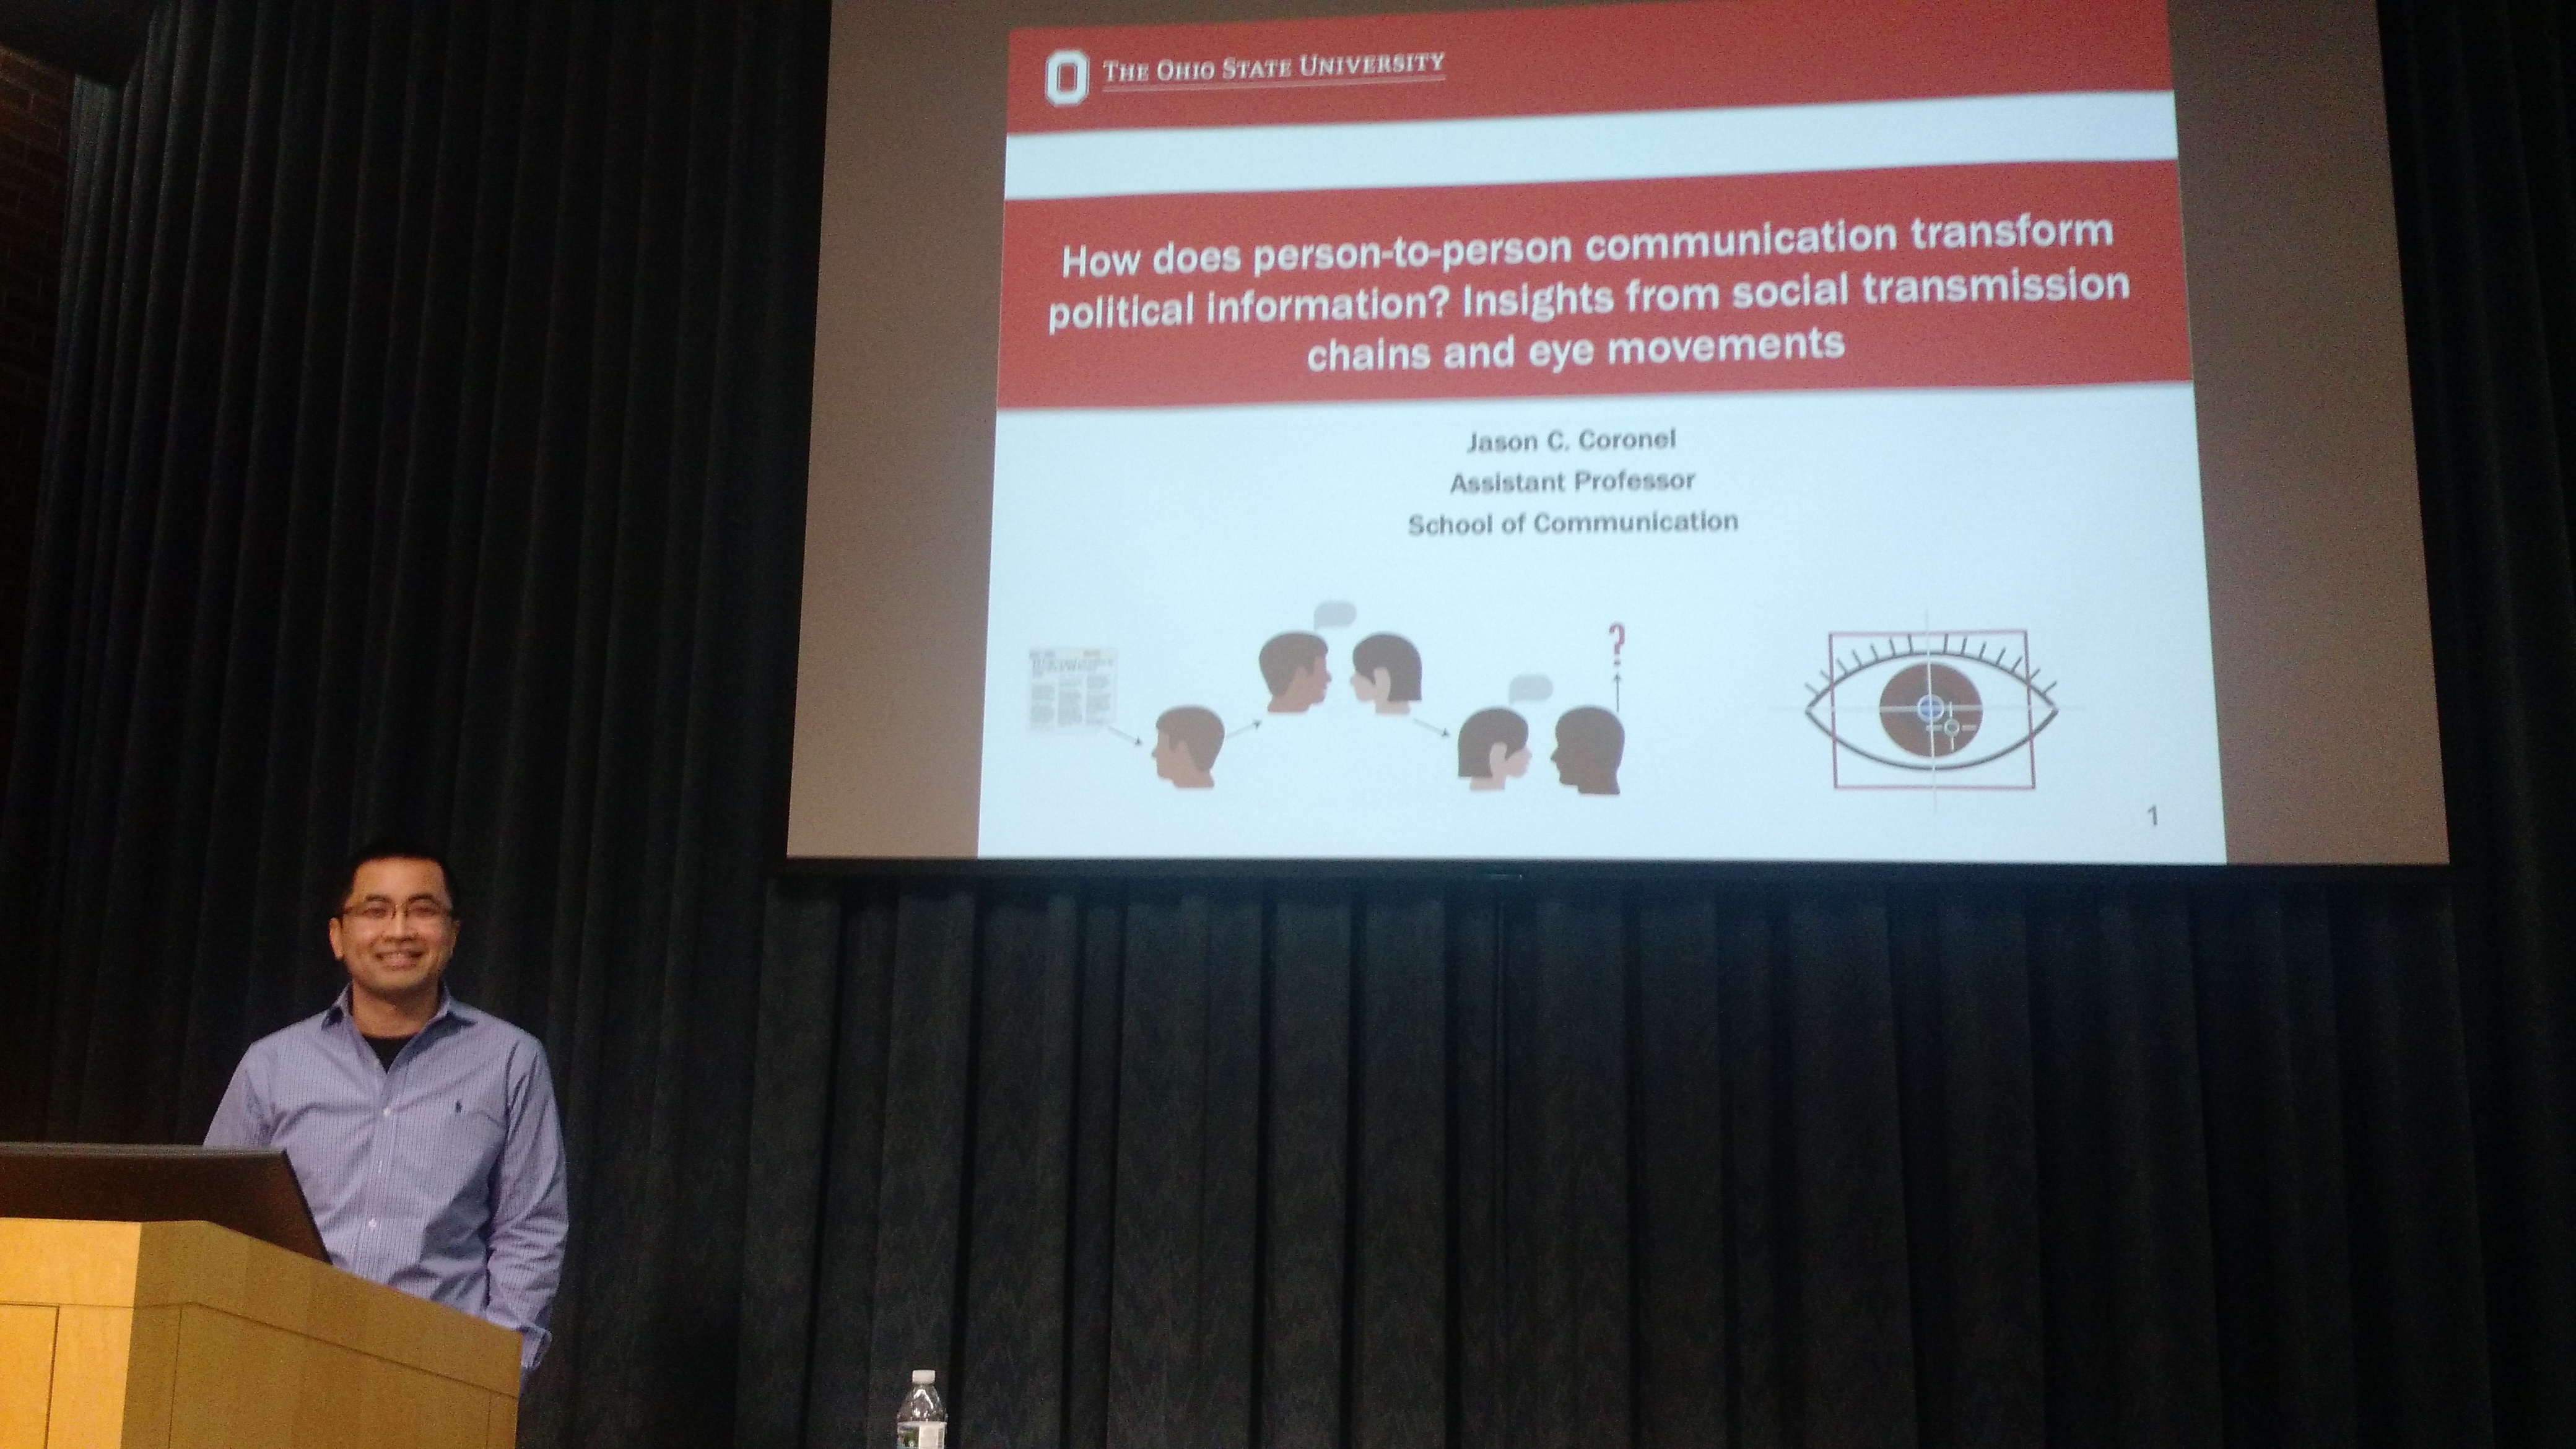 THE OHIO STATE UNIVERSITY
How does person-to-person communication transform
political information? Insights from social transmission
chains and eye movements
Jason C. Coronel
Assistant Professor
School of Communication
?
1